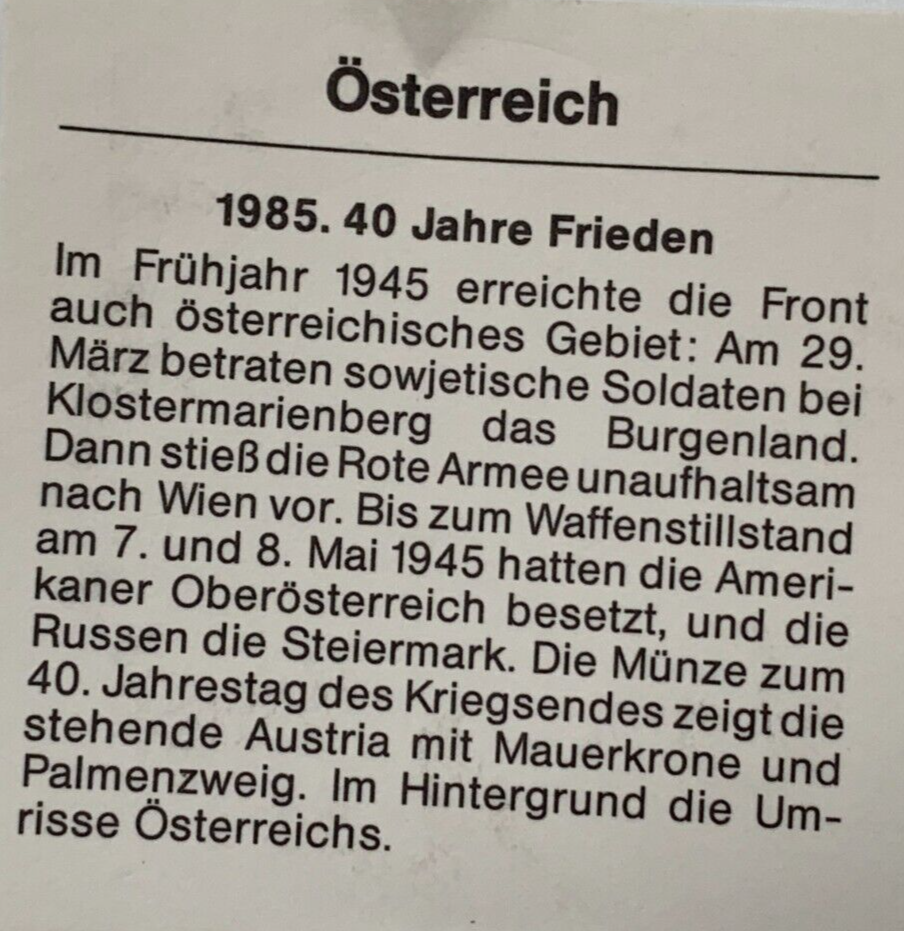 Österreich
1985. 40 Jahre Frieden
Im Frühjahr 1945 erreichte die Front
auch österreichisches Gebiet: Am 29.
März betraten sowjetische Soldaten bei
Klostermarienberg das Burgenland.
Dann stieß die Rote Armee unaufhaltsam
nach Wien vor. Bis zum Waffenstillstand
am 7. und 8. Mai 1945 hatten die Ameri-
kaner Oberösterreich besetzt, und die
Russen die Steiermark. Die Münze zum
40. Jahrestag des Kriegsendes zeigt die
stehende Austria mit Mauerkrone und
Palmenzweig. Im Hintergrund die Um-
risse Österreichs.